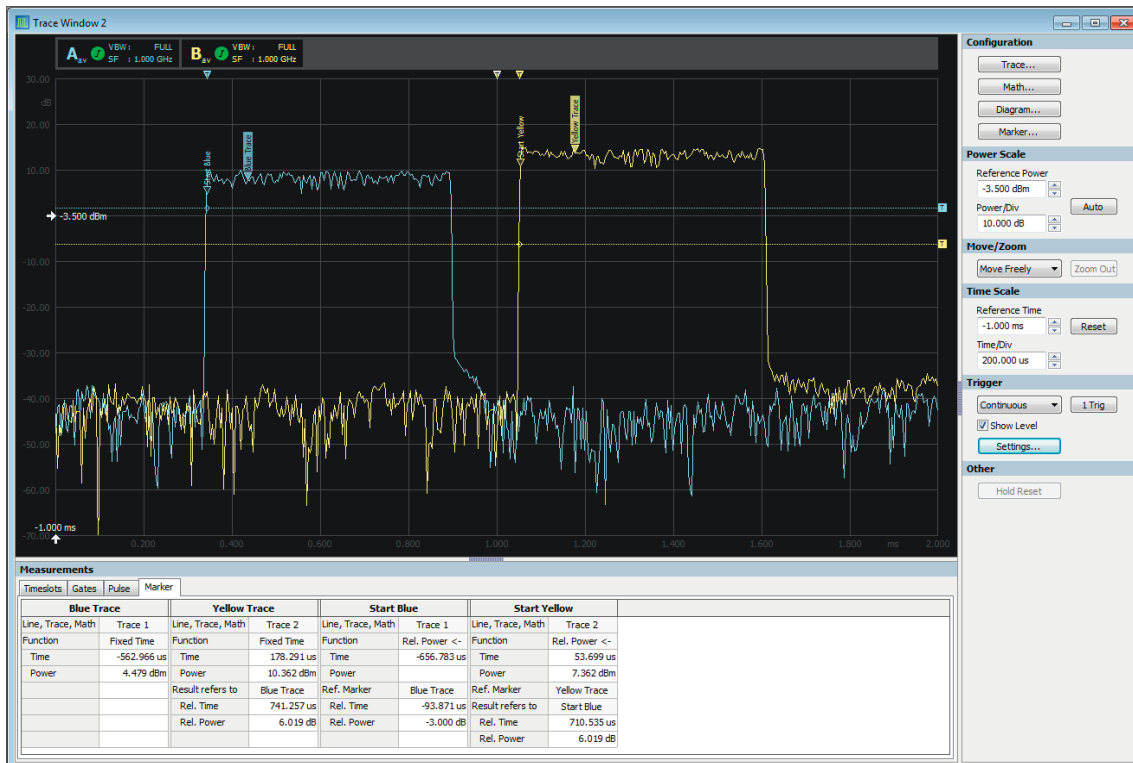 Trace Window 2
A av VBW: FULL SF : 1.000 GHz
B av VBW: FULL SF : 1.000 GHz
30.00
dB
20.00
10.00
-3.500 dBm
-10.00
-20.00
-30.00
-40.00
-50.00
-60.00
-70.00
-1.000 ms
0.200 0.400 0.600 0.800 1.000 1.200 1.400 1.600 ms 1.800 2.000
Start Blue
Blue Trace
Start Yellow
Yellow Trace
T
T
Configuration
Trace...
Math...
Diagram...
Marker...
Power Scale
Reference Power
-3.500 dBm
Power/Div
10.000 dB
Auto
Move/Zoom
Move Freely Zoom Out
Time Scale
Reference Time
-1.000 ms Reset
Time/Div
200.000 us
Trigger
Continuous 1 Trig
Show Level
Settings...
Other
Hold Reset
Measurements
Timeslots Gates Pulse Marker
Blue Trace Yellow Trace Start Blue Start Yellow
Line, Trace, Math Trace 1 Line, Trace, Math Trace 2 Line, Trace, Math Trace 1 Line, Trace, Math Trace 2
Function Fixed Time Function Fixed Time Function Rel. Power <- Function Rel. Power <-
Time -562.966 us Time 178.291 us Time -656.783 us Time 53.699 us
Power 4.479 dBm Power 10.362 dBm Power Power 7.362 dBm
Result refers to Blue Trace Ref. Marker Blue Trace Ref. Marker Yellow Trace
Rel. Time 741.257 us Rel. Time -93.871 us Result refers to Start Blue
Rel. Power 6.019 dB Rel. Power -3.000 dB Rel. Time 710.535 us
Rel. Power 6.019 dB